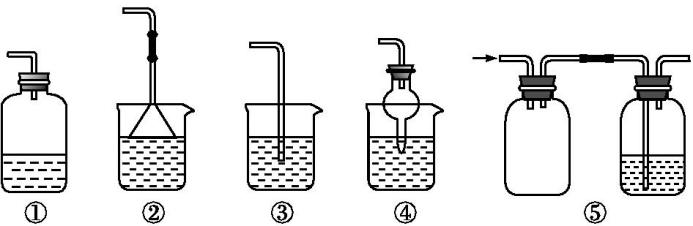 ① ② ③ ④ ⑤